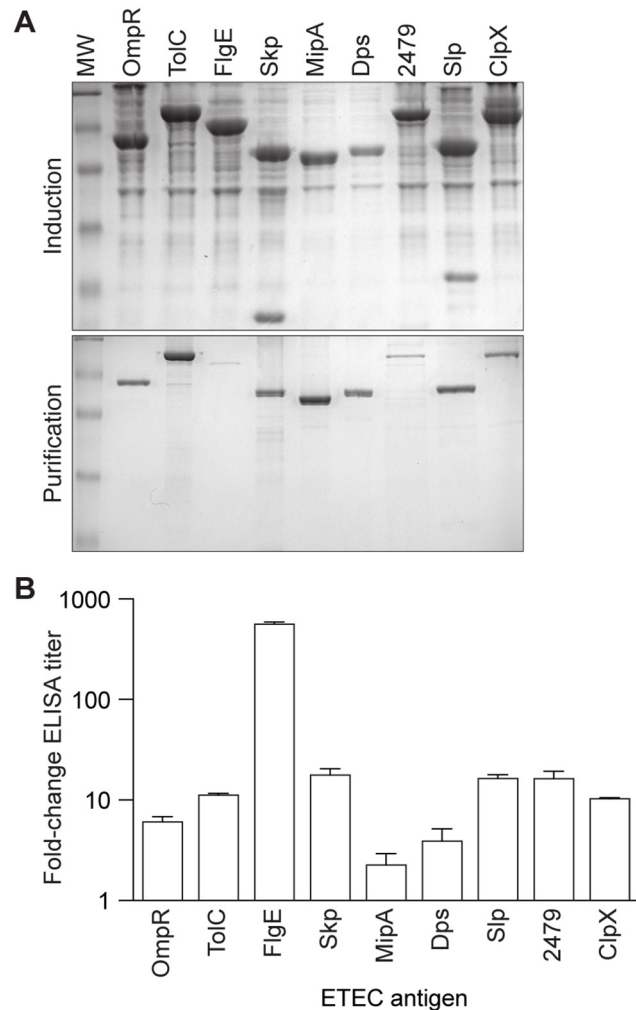 A
MW
OmpR
TolC
FlgE
Skp
MipA
Dps
2479
Slp
ClpX
Induction
Purification
B
Fold-change ELISA titer
1000
100
10
1
OmpR
TolC
FlgE
Skp
MipA
Dps
Slp
2479
ClpX
ETEC antigen